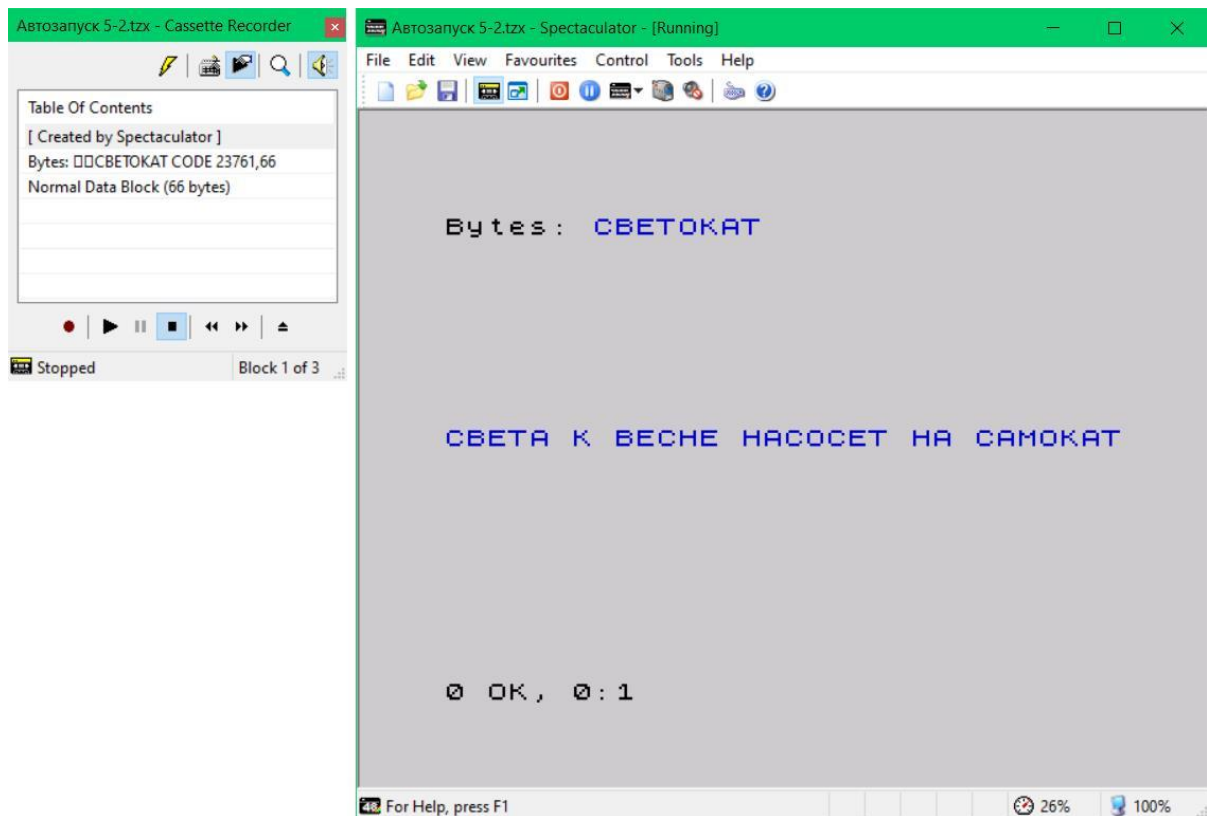 Автозапуск 5-2.tzx - Cassette Recorder
Table Of Contents
[ Created by Spectaculator ]
Bytes: □□СВЕТОКАТ CODE 23761,66
Normal Data Block (66 bytes)
Stopped
Block 1 of 3
Автозапуск 5-2.tzx - Spectaculator - [Running]
File Edit View Favourites Control Tools Help
Bytes: СВЕТОКАТ
СВЕТА К ВЕСНЕ НАСОСЕТ НА САМОКАТ
0 OK, 0:1
48 For Help, press F1
26%
100%